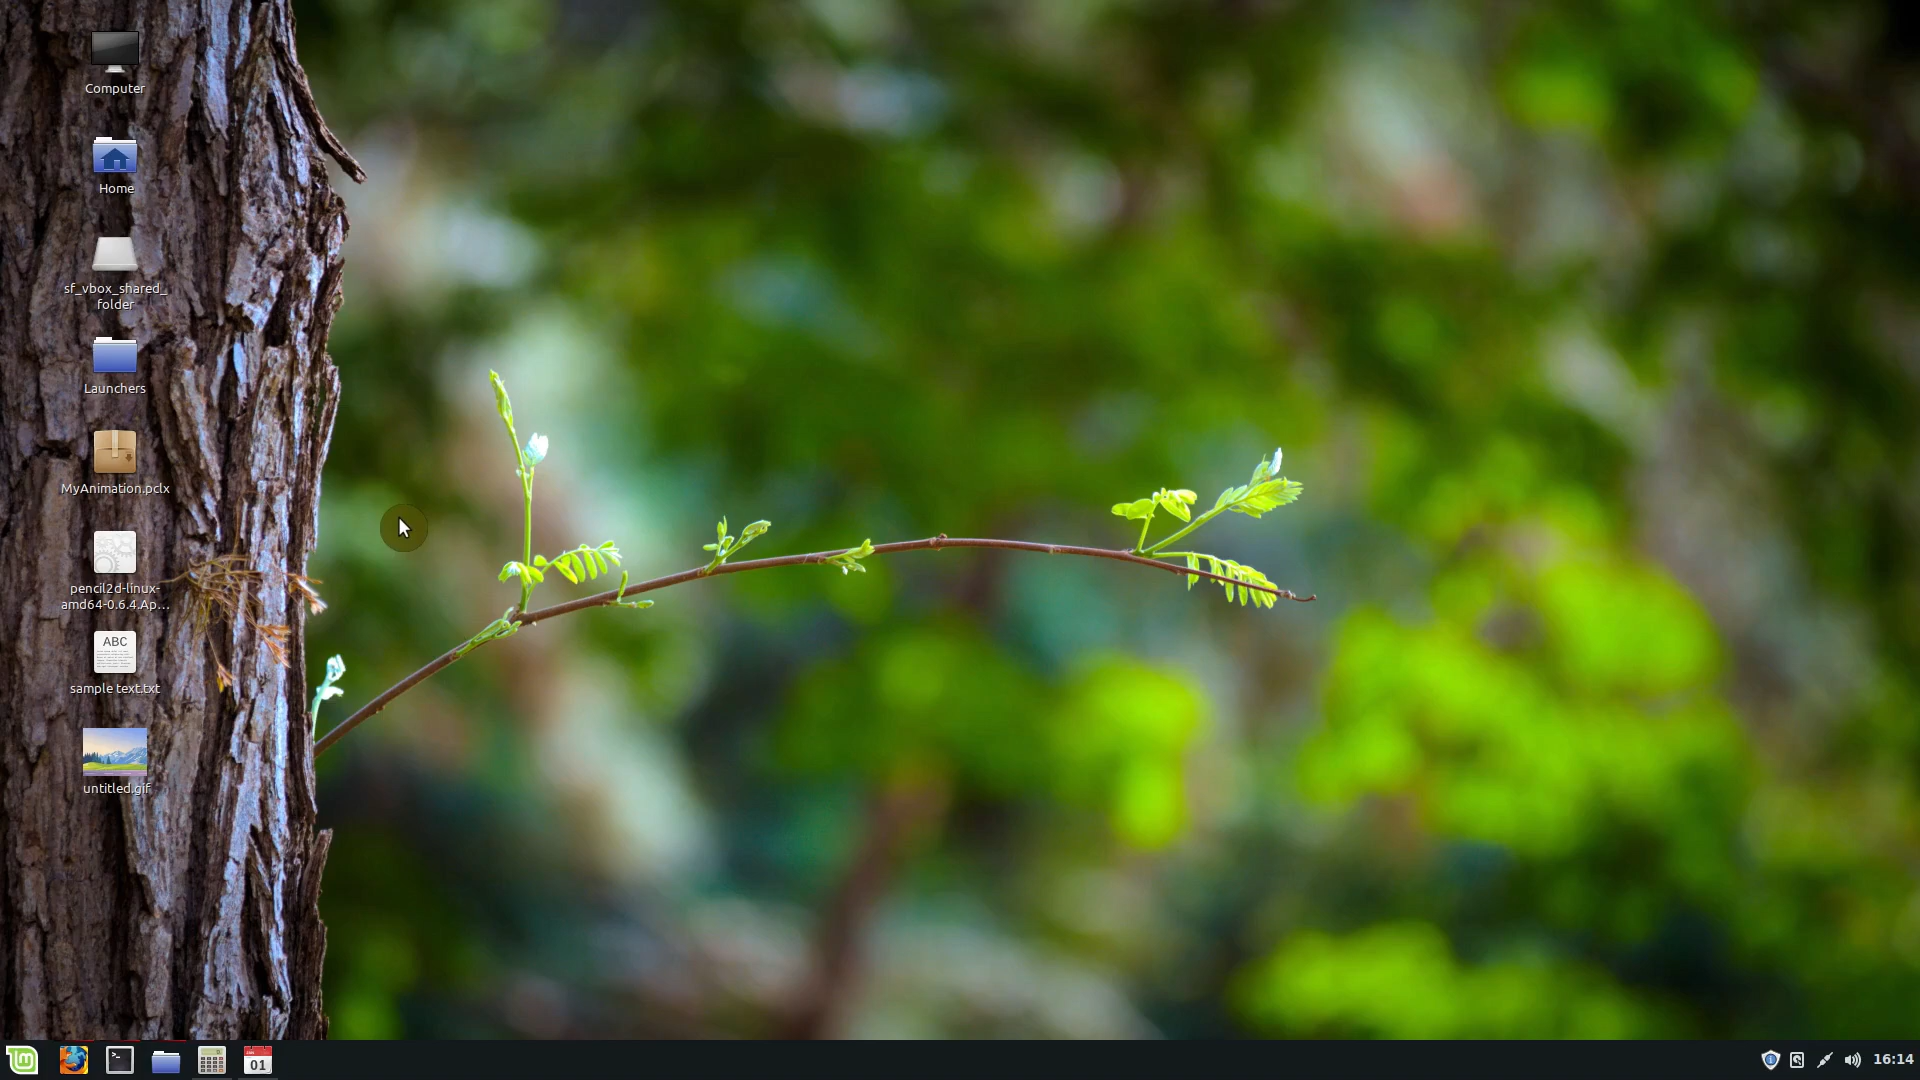 Computer
Home
sf_vbox_shared_
folder
Launchers
MyAnimation.pclx
pencil2d-linux-
amd64-0.6.4.Ap...
ABC
sample text.txt
untitled.gif
>_
01
16:14